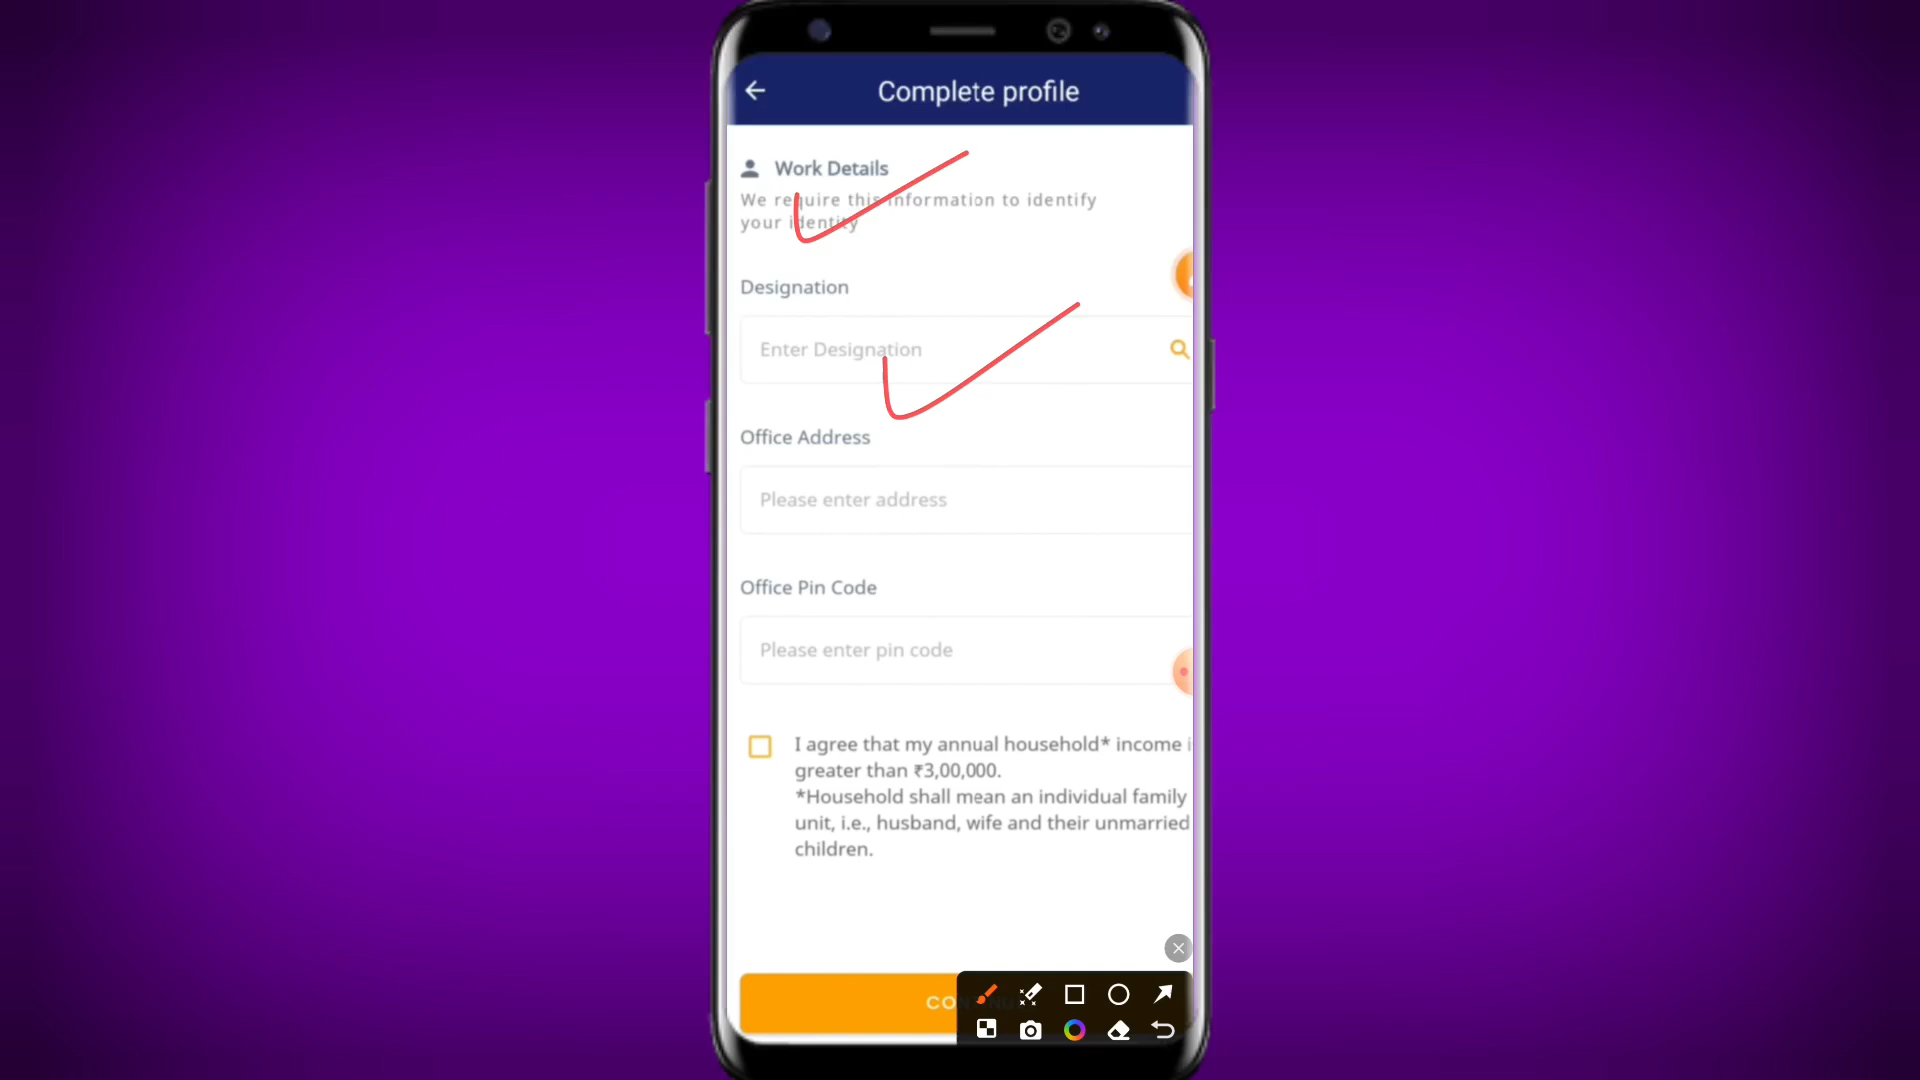 Complete profile
Work Details
We require this information to identify
your identity
Designation
Enter Designation
Office Address
Please enter address
Office Pin Code
Please enter pin code
I agree that my annual household* income i
greater than ₹3,00,000.
*Household shall mean an individual family
unit, i.e., husband, wife and their unmarried
children.